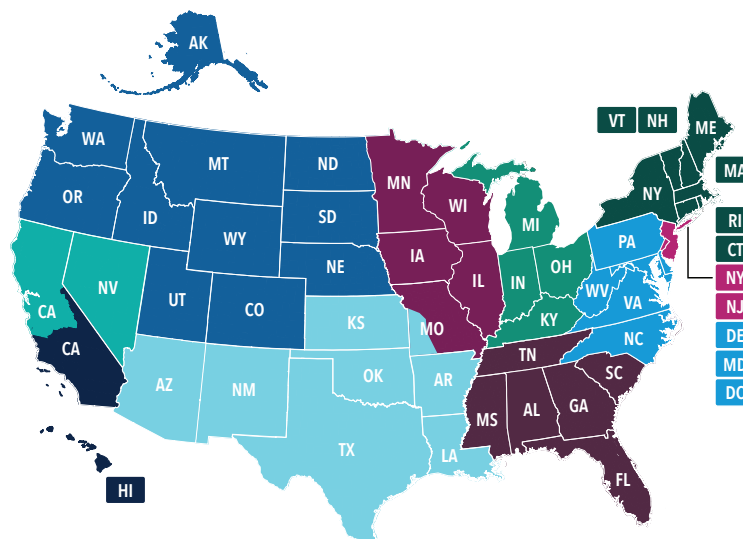 AK
VT
NH
ME
WA
MT
ND
MN
MA
OR
ID
SD
WI
MI
NY
RI
WY
IA
PA
CT
NE
NY
CA
NV
UT
CO
IL
IN
OH
WV
VA
NJ
KS
MO
KY
DE
CA
NC
MD
TN
AZ
NM
OK
AR
SC
DC
MS
AL
GA
TX
LA
FL
HI